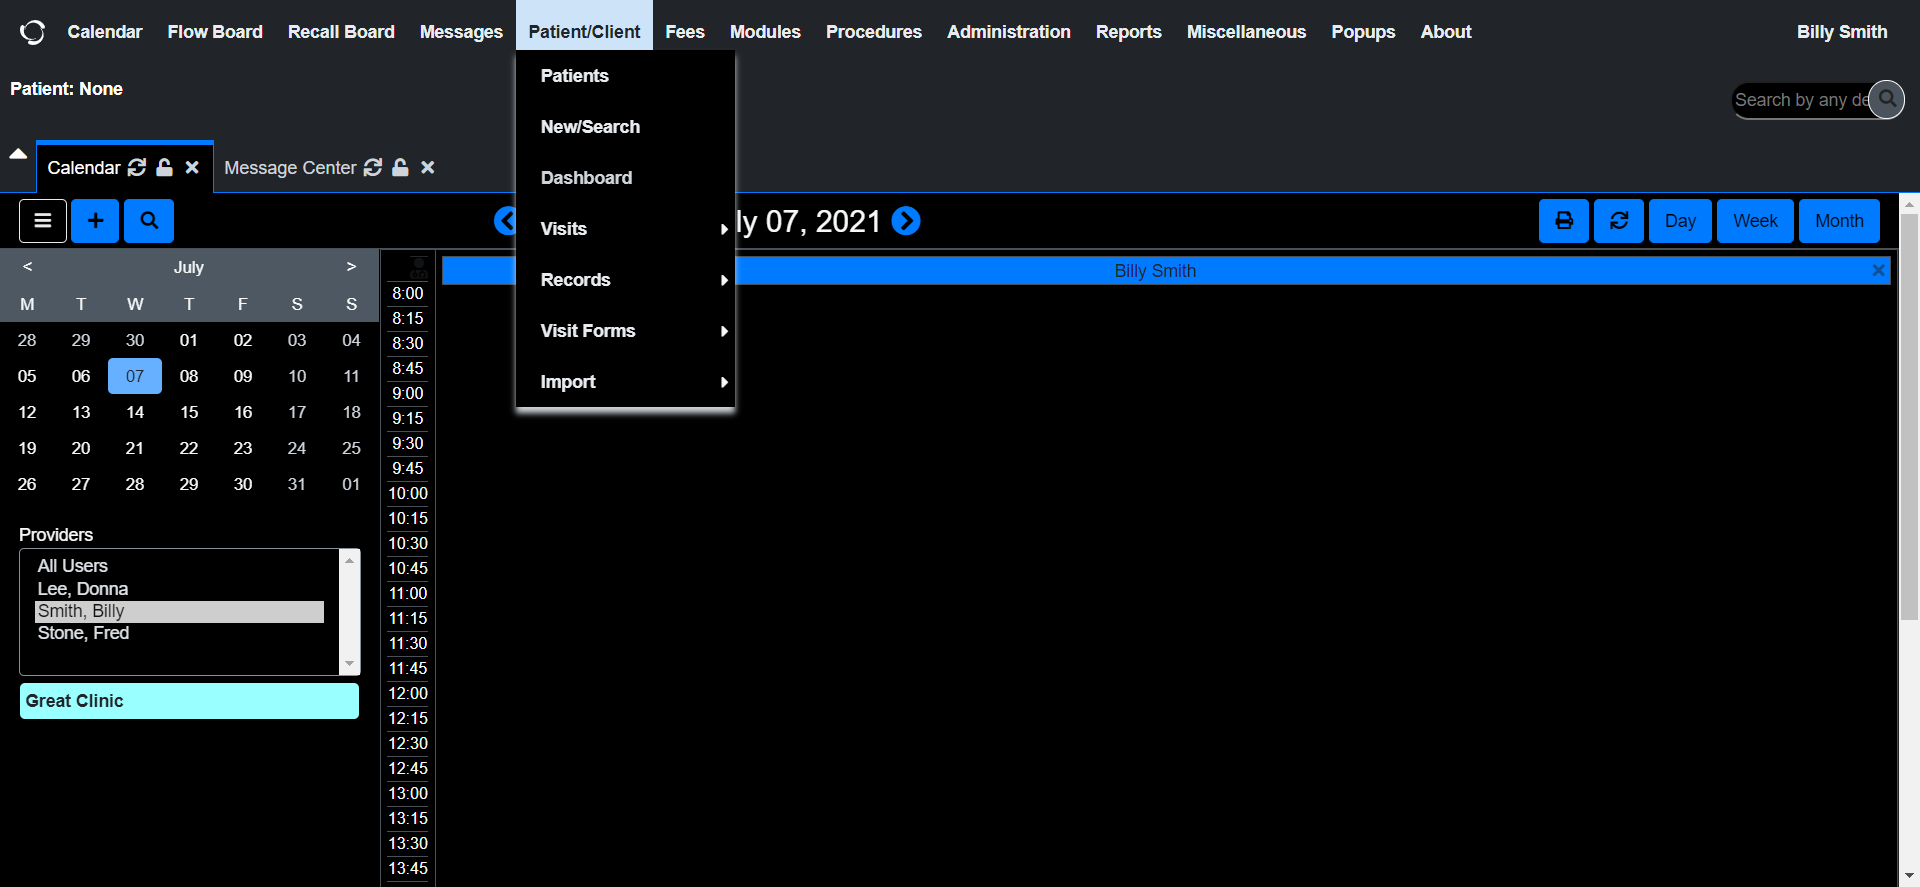 Calendar Flow Board Recall Board Messages Patient/Client Fees Modules Procedures Administration Reports Miscellaneous Popups About Billy Smith
Patient: None
Search by any de
Calendar Message Center
Patients
New/Search
Dashboard
Visits
Records
Visit Forms
Import
ly 07, 2021
Day Week Month
< July >
M T W T F S S
28 29 30 01 02 03 04
05 06 07 08 09 10 11
12 13 14 15 16 17 18
19 20 21 22 23 24 25
26 27 28 29 30 31 01
Providers
All Users
Lee, Donna
Smith, Billy
Stone, Fred
Great Clinic
Billy Smith
8:00
8:15
8:30
8:45
9:00
9:15
9:30
9:45
10:00
10:15
10:30
10:45
11:00
11:15
11:30
11:45
12:00
12:15
12:30
12:45
13:00
13:15
13:30
13:45